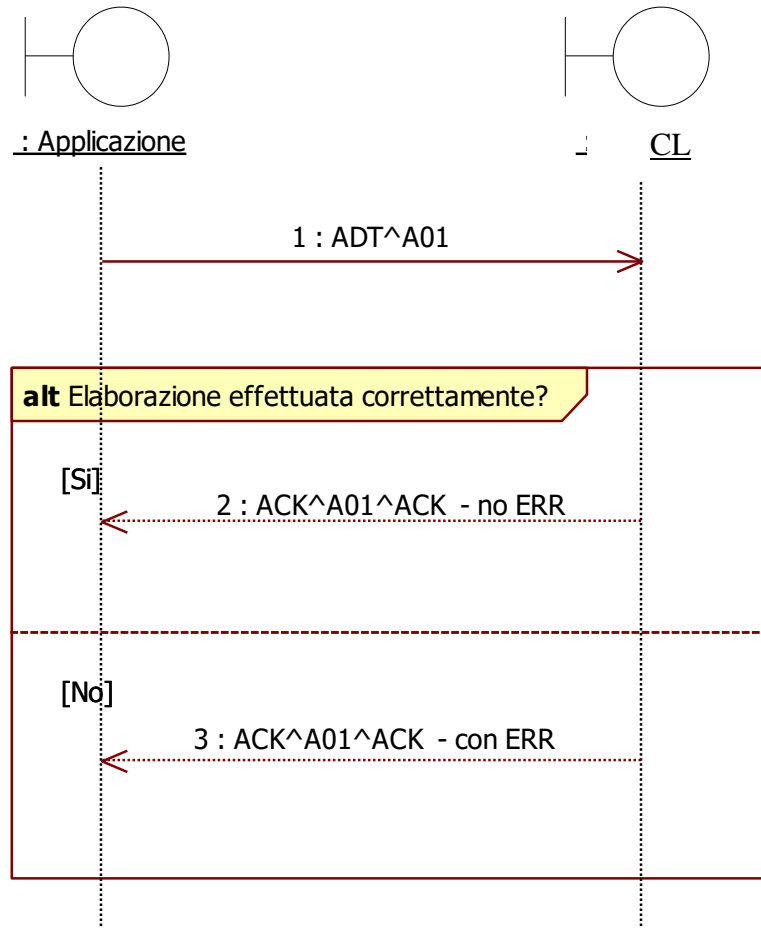 : Applicazione
: CL
1 : ADT^A01
alt Elaborazione effettuata correttamente?
[Si]
2 : ACK^A01^ACK - no ERR
[No]
3 : ACK^A01^ACK - con ERR